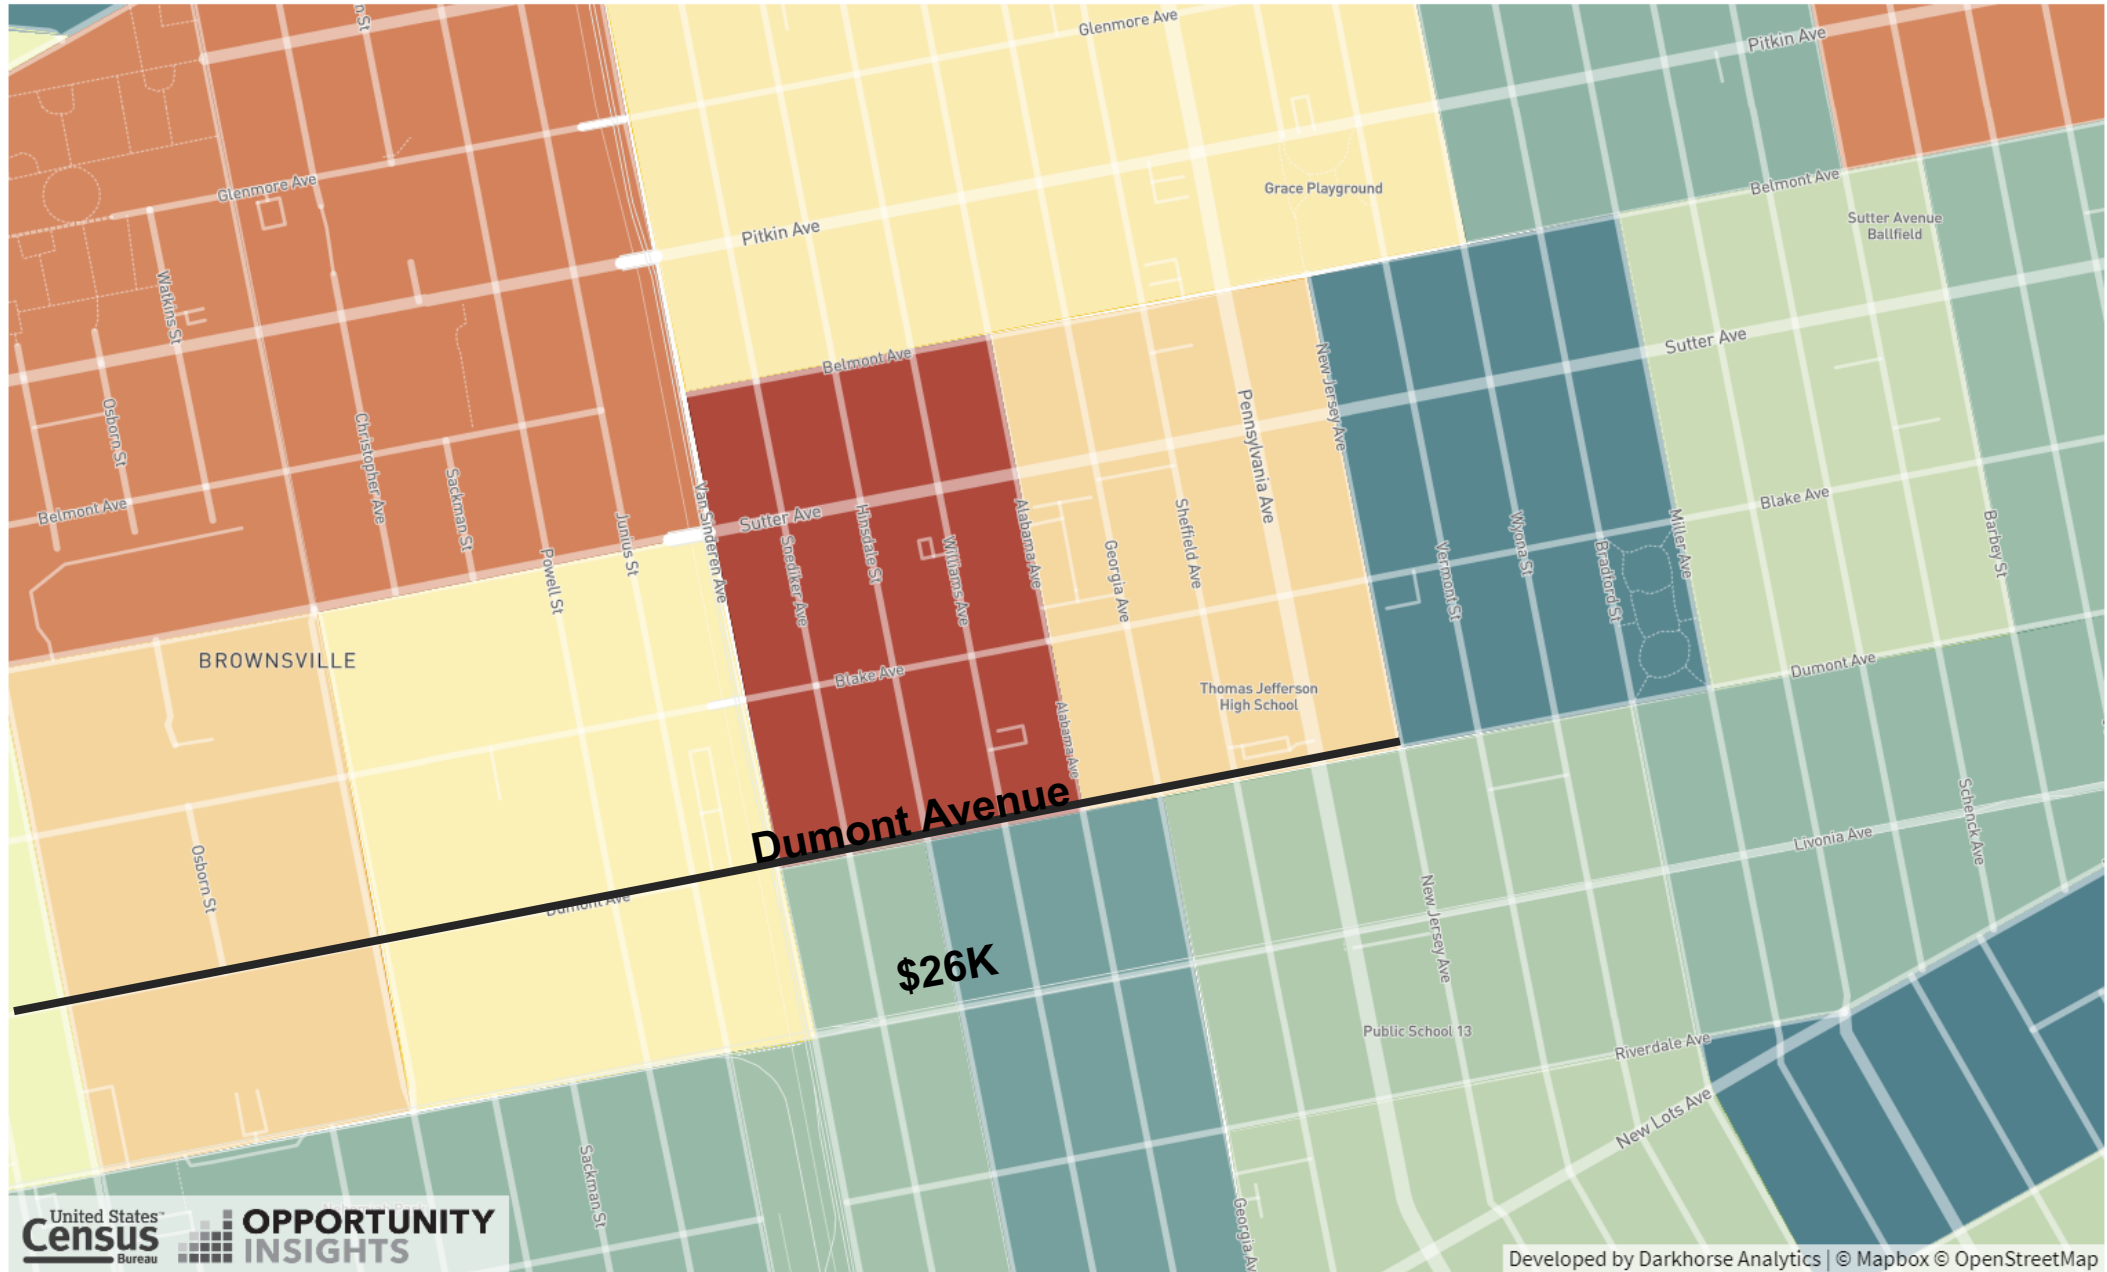 n St
Glenmore Ave
Pitkin Ave
Glenmore Ave
Grace Playground
Belmont Ave
Sutter Avenue
Ballfield
Pitkin Ave
Watkins St
Belmont Ave
Sutter Ave
New Jersey Ave
Pennsylvania Ave
Osborn St
Christopher Ave
Sackman St
Belmont Ave
Junius St
Powell St
Van Sinderen Ave
Sutter Ave
Snediker Ave
Hinsdale St
Williams Ave
Alabama Ave
Georgia Ave
Sheffield Ave
Vermont St
Wyona St
Bradford St
Miller Ave
Blake Ave
Barbey St
BROWNSVILLE
Blake Ave
Alabama Ave
Thomas Jefferson
High School
Dumont Ave
Dumont Avenue
Osborn St
Dumont Ave
$26K
New Jersey Ave
Livonia Ave
Schenck Ave
Public School 13
Riverdale Ave
New Lots Ave
Sackman St
Georgia Av
United States™
Census
Bureau
OPPORTUNITY
INSIGHTS
Developed by Darkhorse Analytics | © Mapbox © OpenStreetMap